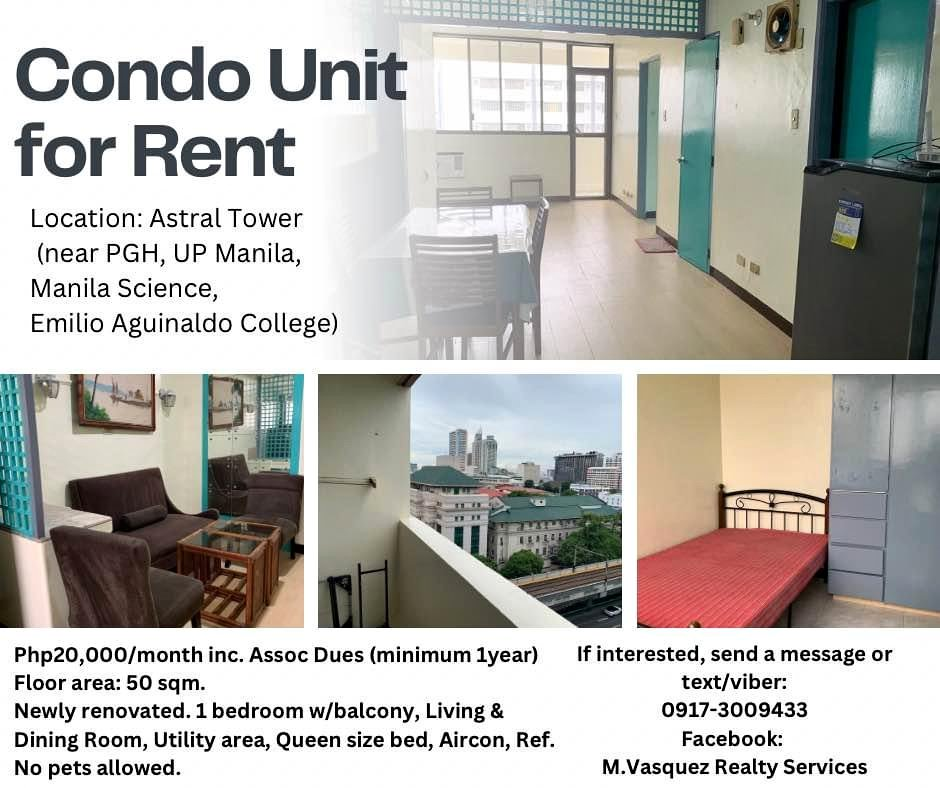 Condo Unit
for Rent
Location: Astral Tower
(near PGH, UP Manila,
Manila Science,
Emilio Aguinaldo College)
Php20,000/month inc. Assoc Dues (minimum 1year)
Floor area: 50 sqm.
Newly renovated. 1 bedroom w/balcony, Living &
Dining Room, Utility area, Queen size bed, Aircon, Ref.
No pets allowed.
If interested, send a message or
text/viber:
0917-3009433
Facebook:
M.Vasquez Realty Services